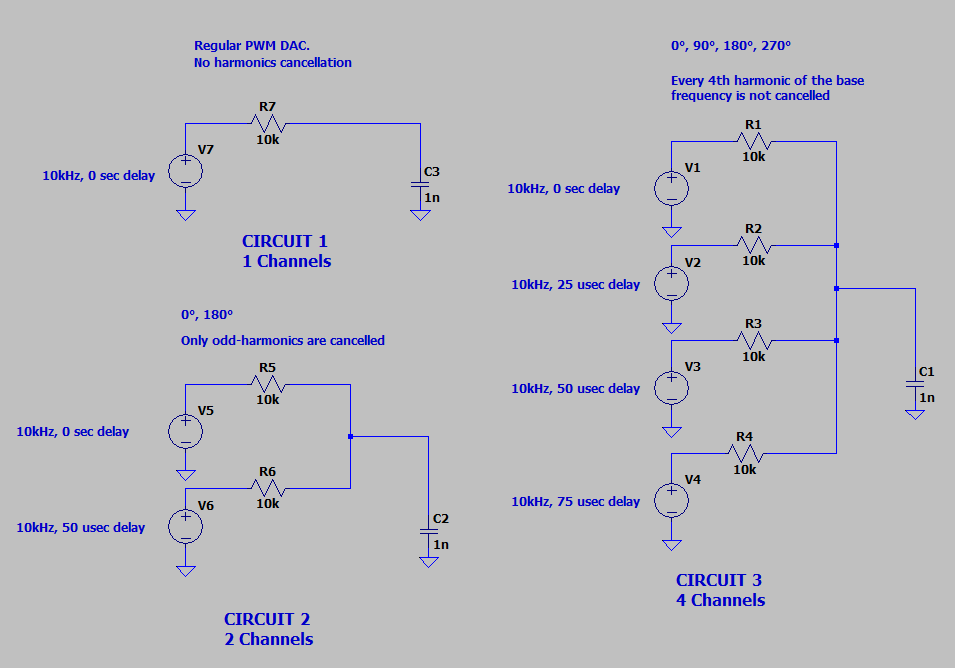 Regular PWM DAC.
No harmonics cancellation
R7
10k
V7
10kHz, 0 sec delay
C3
1n
CIRCUIT 1
1 Channels
0°, 180°
Only odd-harmonics are cancelled
R5
10k
V5
10kHz, 0 sec delay
R6
10k
V6
10kHz, 50 usec delay
C2
1n
CIRCUIT 2
2 Channels
0°, 90°, 180°, 270°
Every 4th harmonic of the base
frequency is not cancelled
R1
10k
V1
10kHz, 0 sec delay
R2
10k
V2
10kHz, 25 usec delay
R3
10k
V3
10kHz, 50 usec delay
C1
1n
R4
10k
V4
10kHz, 75 usec delay
CIRCUIT 3
4 Channels